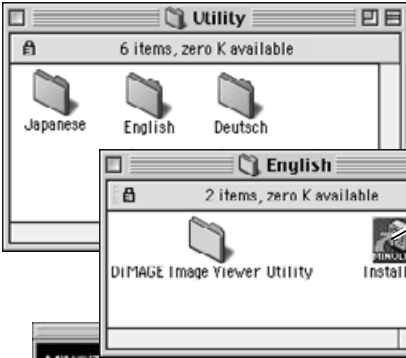 Utility
6 items, zero K available
Japanese English Deutsch
English
2 items, zero K available
DiMAGE Image Viewer Utility
Install